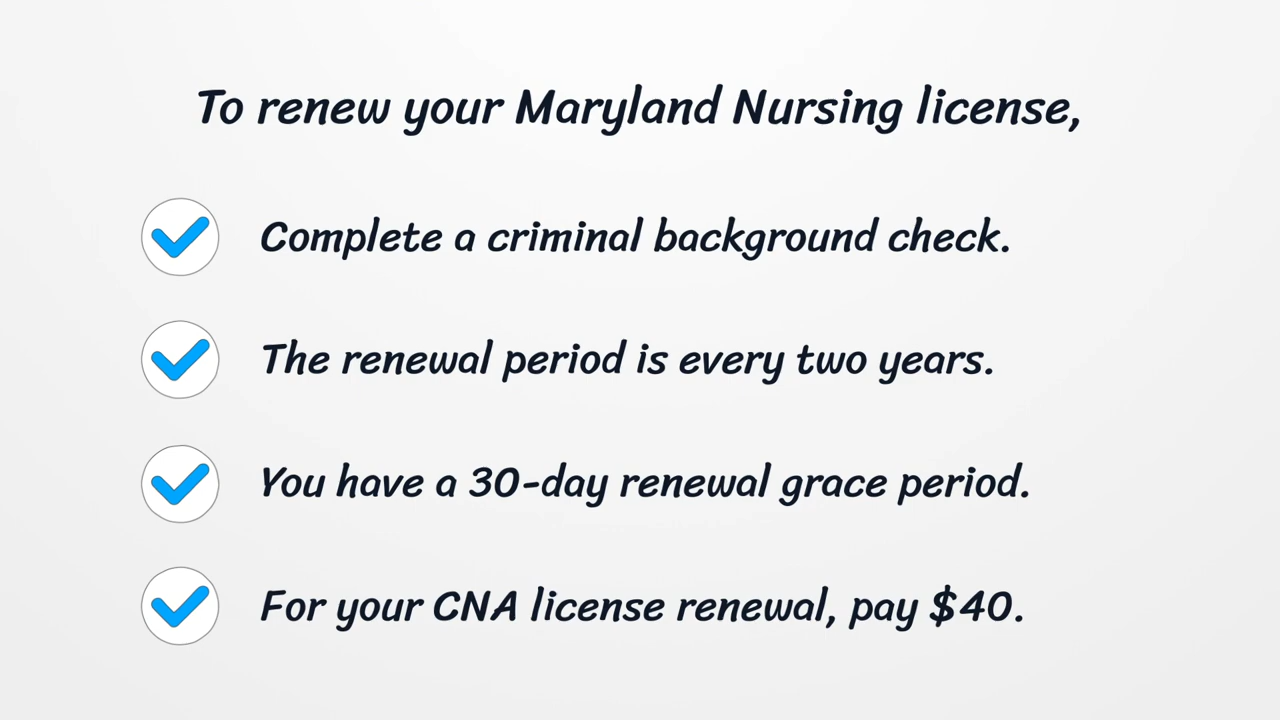 To renew your Maryland Nursing license,
Complete a criminal background check.
The renewal period is every two years.
You have a 30-day renewal grace period.
For your CNA license renewal, pay $40.